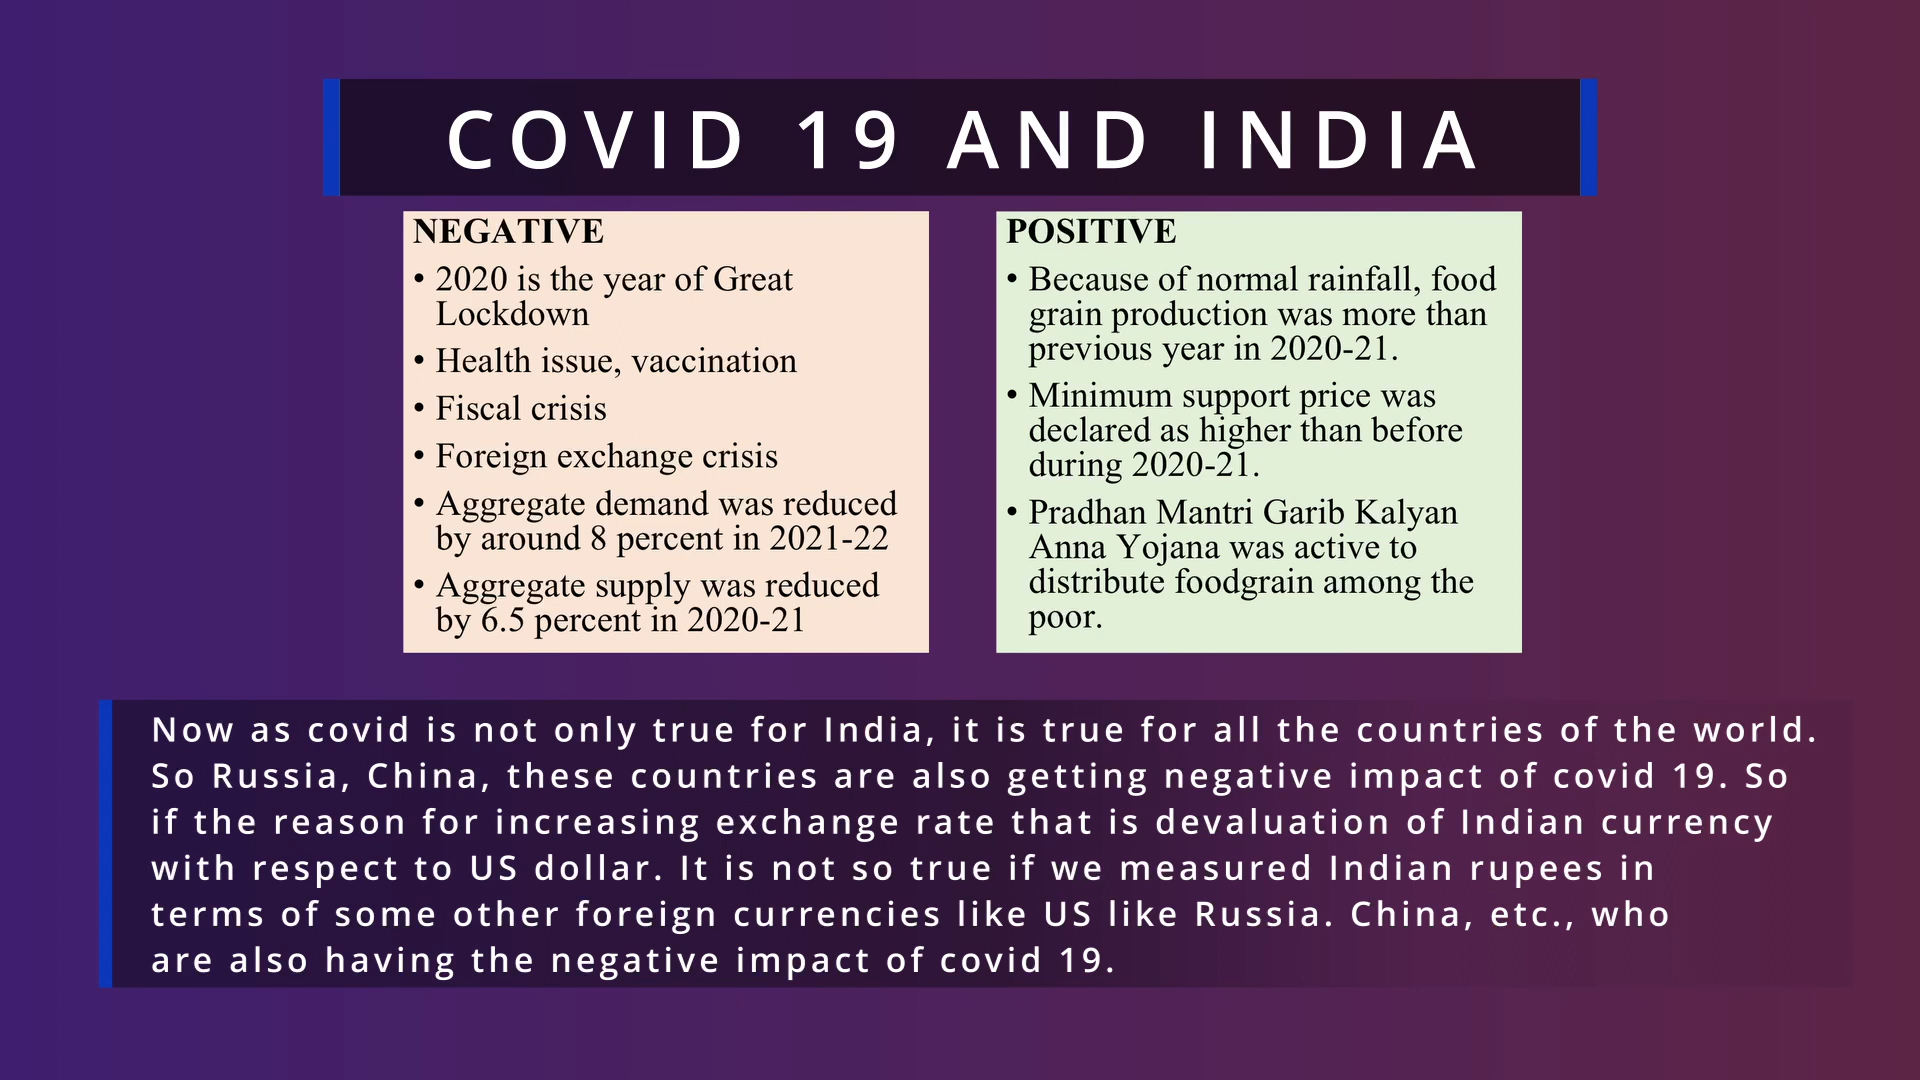 COVID 19 AND INDIA
NEGATIVE
• 2020 is the year of Great
Lockdown
• Health issue, vaccination
• Fiscal crisis
• Foreign exchange crisis
• Aggregate demand was reduced
by around 8 percent in 2021-22
• Aggregate supply was reduced
by 6.5 percent in 2020-21
POSITIVE
• Because of normal rainfall, food
grain production was more than
previous year in 2020-21.
• Minimum support price was
declared as higher than before
during 2020-21.
• Pradhan Mantri Garib Kalyan
Anna Yojana was active to
distribute foodgrain among the
poor.
Now as covid is not only true for India, it is true for all the countries of the world.
So Russia, China, these countries are also getting negative impact of covid 19. So
if the reason for increasing exchange rate that is devaluation of Indian currency
with respect to US dollar. It is not so true if we measured Indian rupees in
terms of some other foreign currencies like US like Russia. China, etc., who
are also having the negative impact of covid 19.